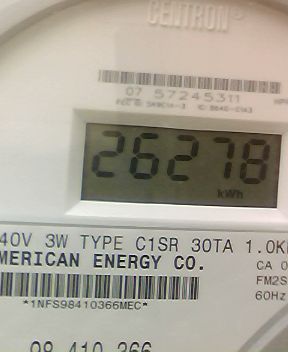 CENTRON®
07 57245311
26278
kWh
40V 3W TYPE C1SR 30TA 1.0K
MERICAN ENERGY CO.
CA 0
FM2S
*1NFS98410366MEC*
60Hz
98 410 366